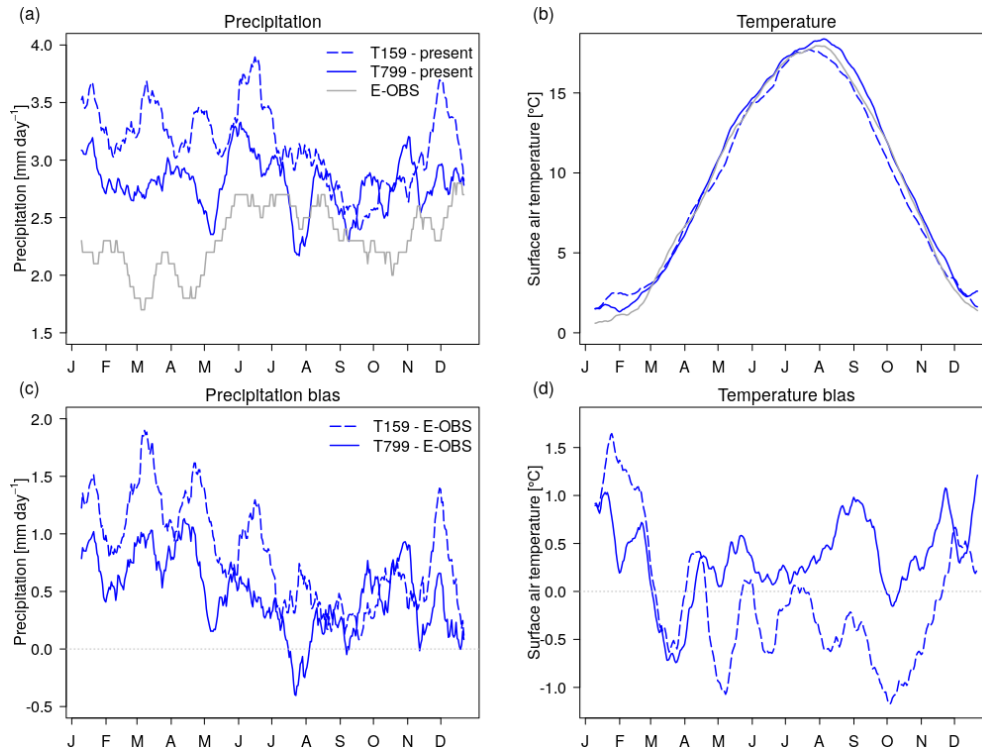 (a)
Precipitation
4.0
3.5
3.0
2.5
2.0
1.5
Precipitation [mm day⁻¹]
T159 - present
T799 - present
E-OBS
J F M A M J J A S O N D
(b)
Temperature
15
10
5
0
Surface air temperature [°C]
J F M A M J J A S O N D
(c)
Precipitation bias
2.0
1.5
1.0
0.5
0.0
-0.5
Precipitation [mm day⁻¹]
T159 - E-OBS
T799 - E-OBS
J F M A M J J A S O N D
(d)
Temperature bias
1.5
1.0
0.5
0.0
-0.5
-1.0
Surface air temperature [°C]
J F M A M J J A S O N D